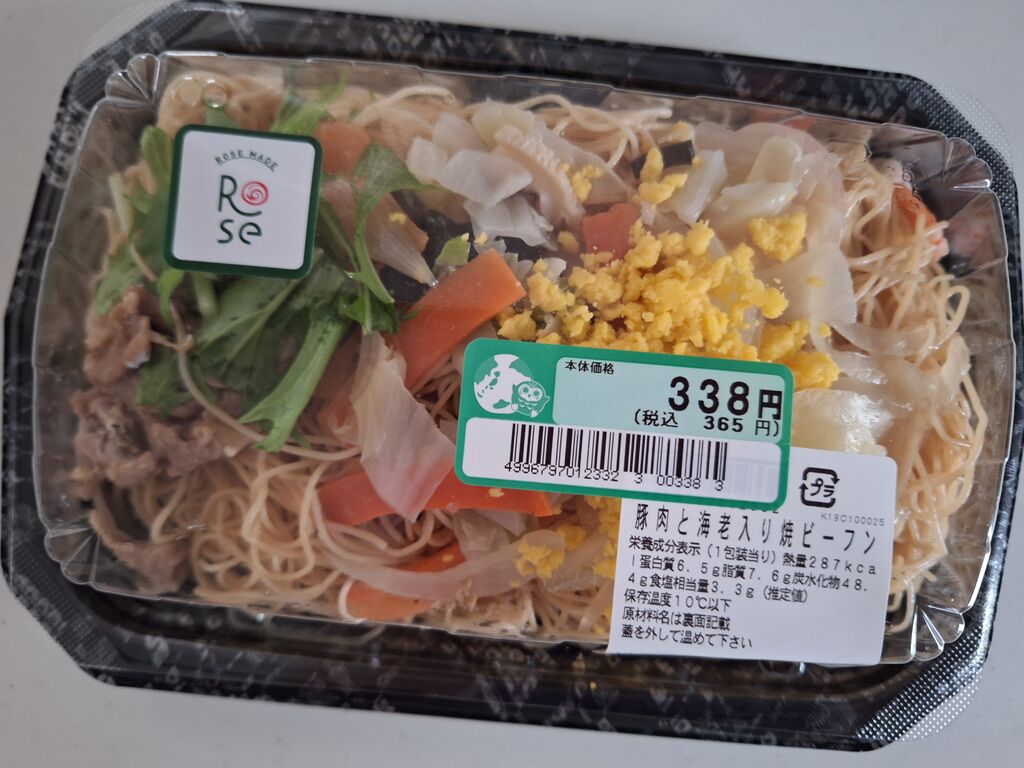 ROSE MADE
Rose
本体価格
338円
(税込 365円)
4996797012332 3 00338 3
プラ
K19C100025
豚肉と海老入り焼ビーフン
栄養成分表示(1包装当り)熱量287kca
l蛋白質6.5g脂質7.6g炭水化物48.
4g食塩相当量3.3g(推定値)
保存温度10℃以下
原材料名は裏面記載
蓋を外して温めて下さい